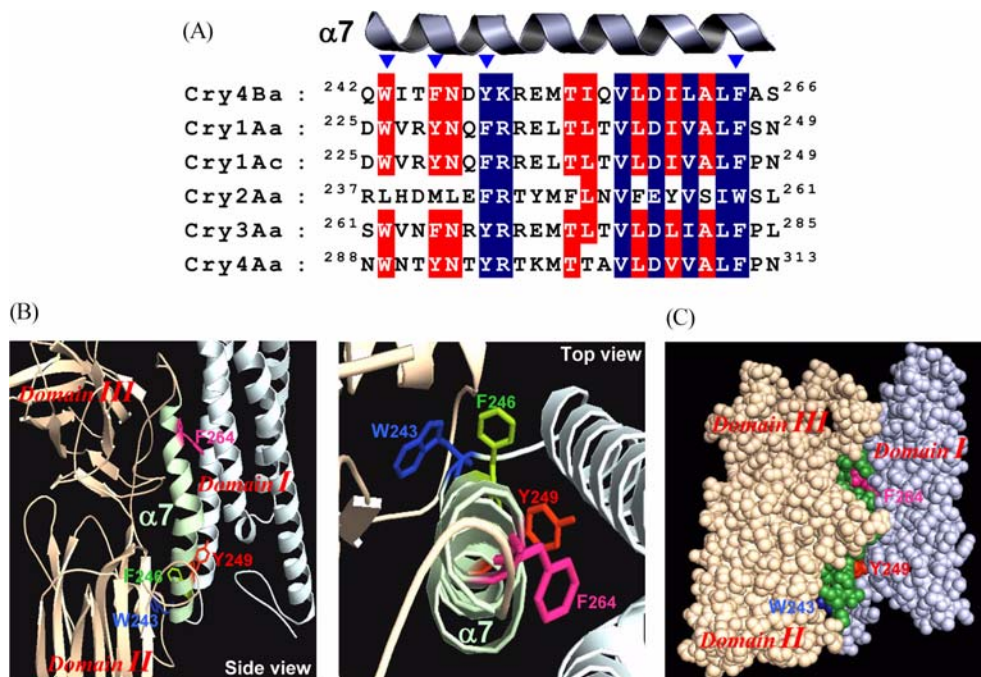 (A)
α7
Cry4Ba : 242QWITFNDYKREMTIQVLDILALFAS266
Cry1Aa : 225DWVRYNQFRRELTLTVLDIVALFSN249
Cry1Ac : 225DWVRYNQFRRELTLTVLDIVALFPN249
Cry2Aa : 237RLHDMLEFRTYMFLNVFEYVSIWSL261
Cry3Aa : 261SWVNFNRYRREMTLTVLDLIALFPL285
Cry4Aa : 288NWNTYNTYRTKMTTAVLDVVALFPN313
(B)
Domain III
F264
Domain I
α7
Y249
F246
W243
Domain II
Side view
Top view
F246
W243
Y249
F264
α7
(C)
Domain III
Domain I
F264
Y249
W243
Domain II